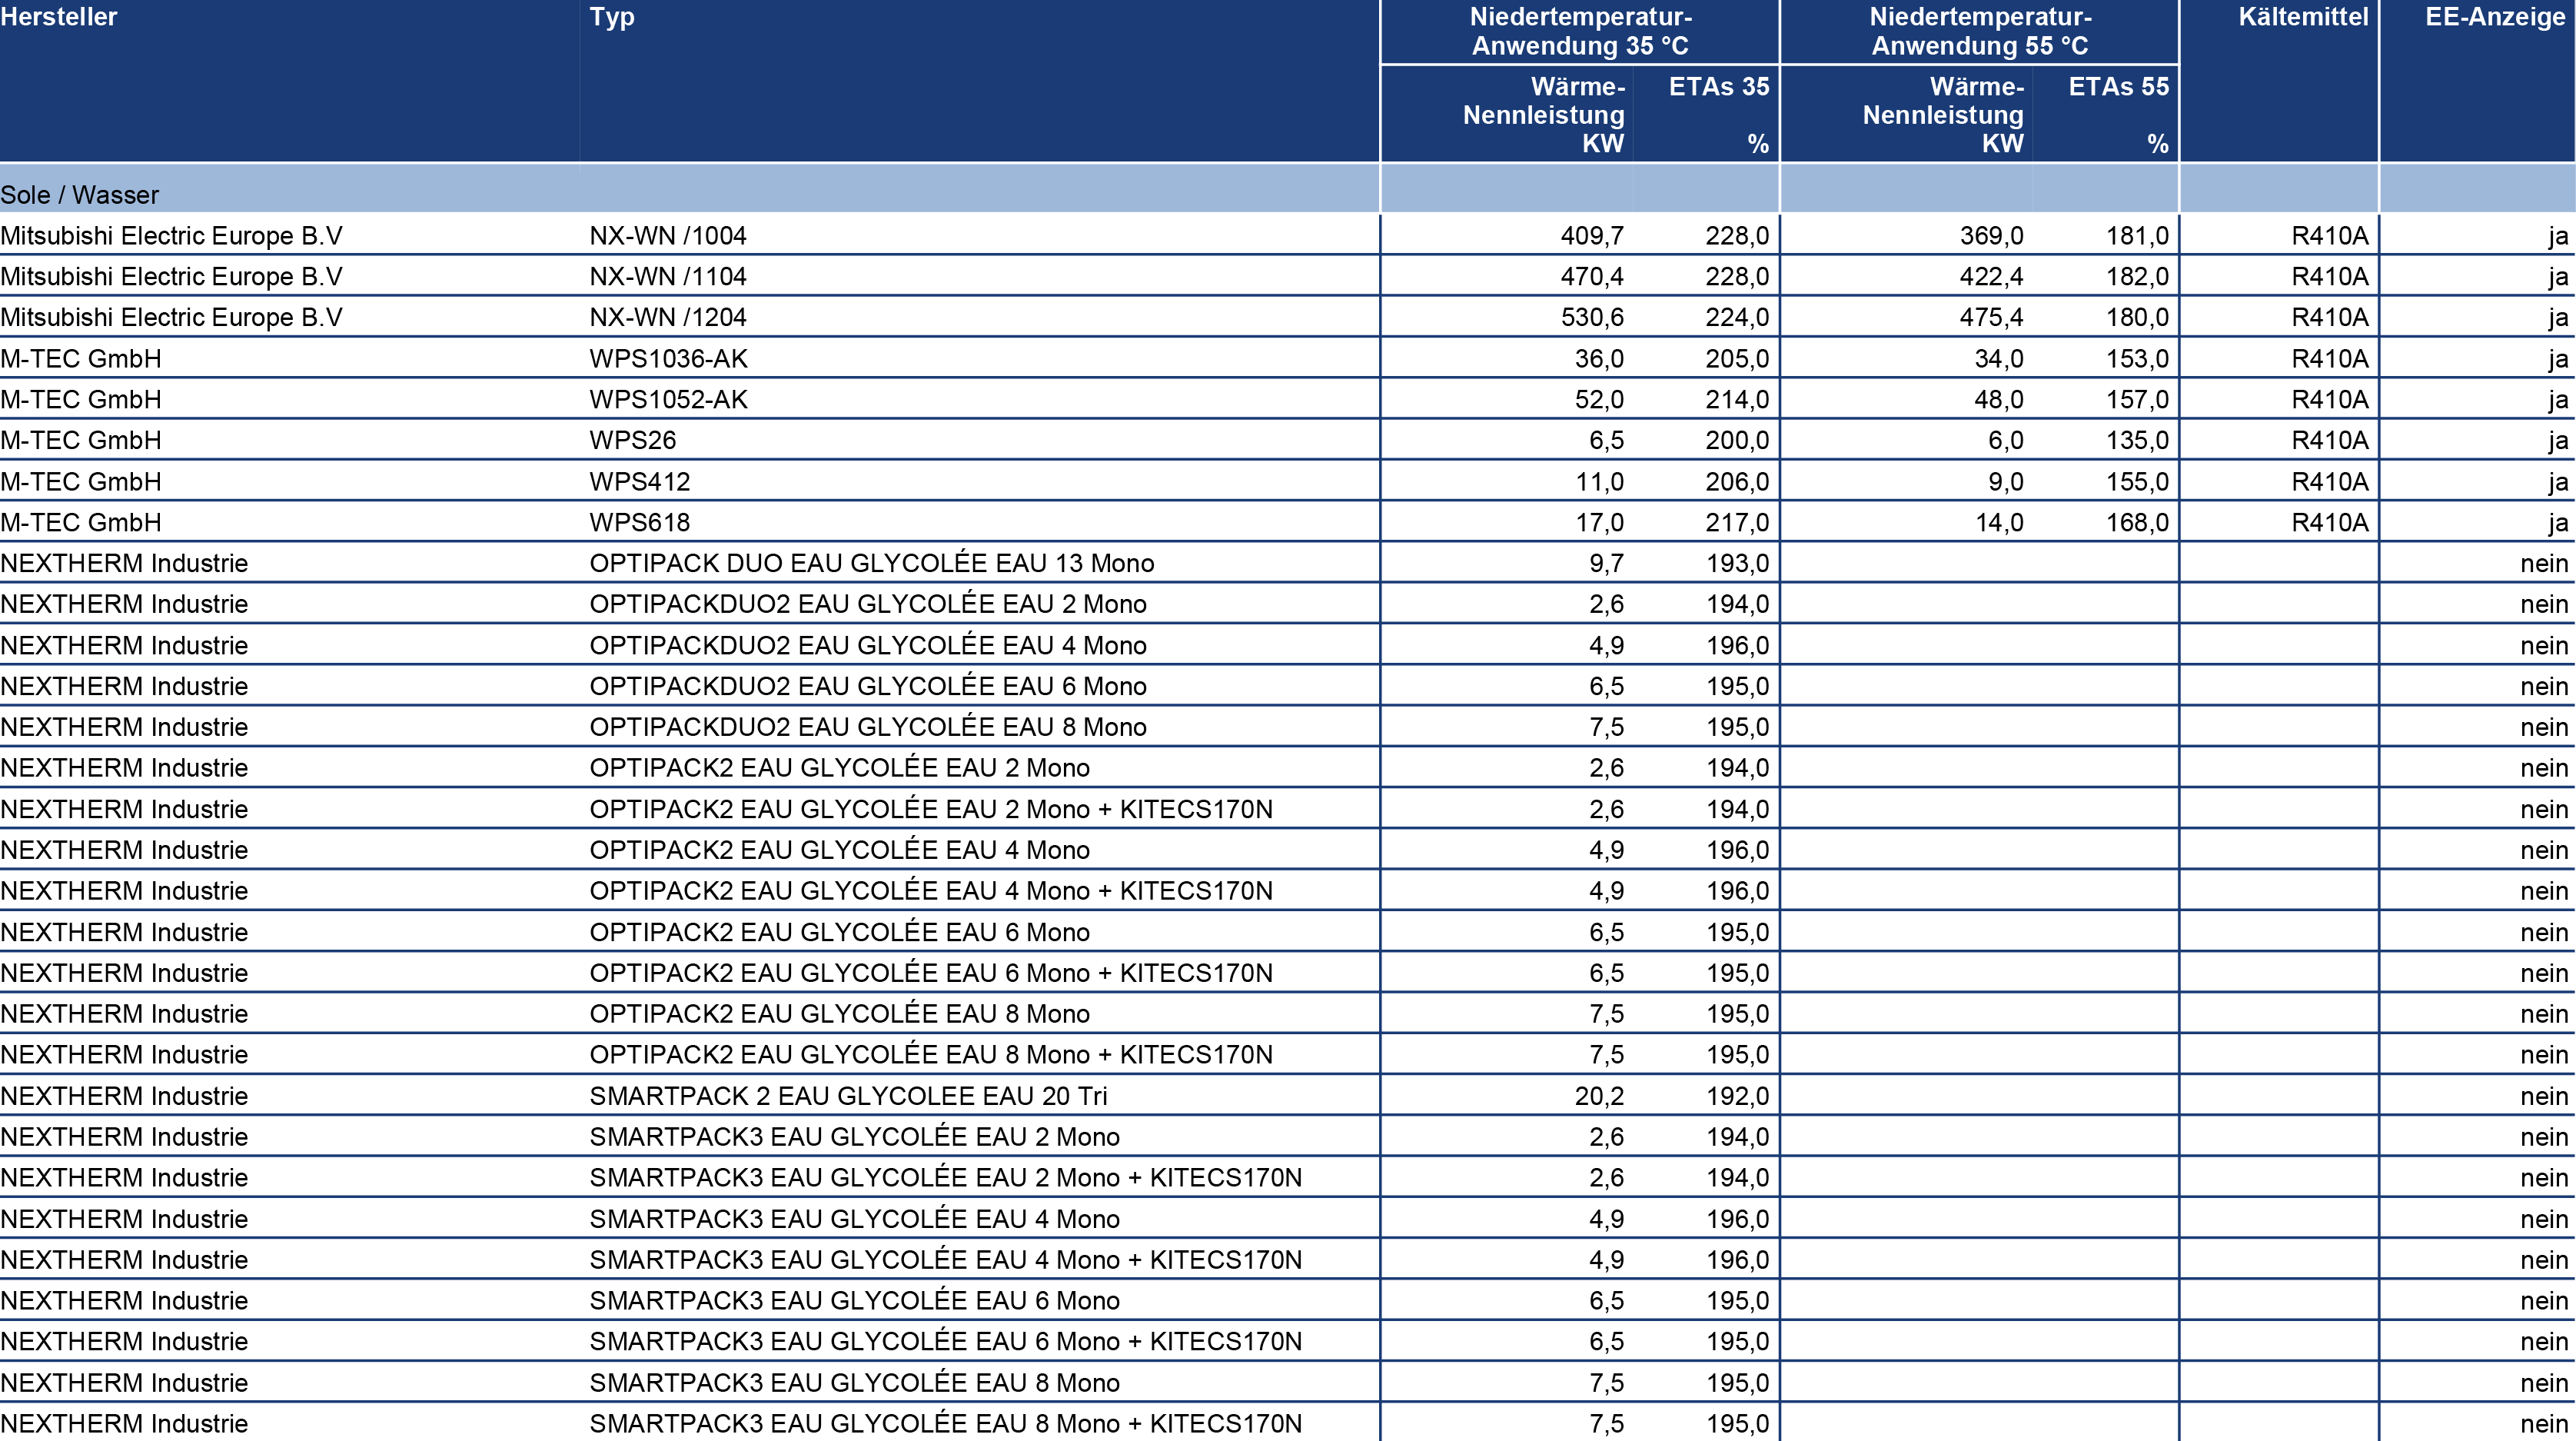 Hersteller Typ Niedertemperatur- Niedertemperatur- Kältemittel EE-Anzeige
Anwendung 35 °C Anwendung 55 °C
Wärme- ETAs 35 Wärme- ETAs 55
Nennleistung Nennleistung
KW % KW %
Sole / Wasser
Mitsubishi Electric Europe B.V NX-WN /1004 409,7 228,0 369,0 181,0 R410A ja
Mitsubishi Electric Europe B.V NX-WN /1104 470,4 228,0 422,4 182,0 R410A ja
Mitsubishi Electric Europe B.V NX-WN /1204 530,6 224,0 475,4 180,0 R410A ja
M-TEC GmbH WPS1036-AK 36,0 205,0 34,0 153,0 R410A ja
M-TEC GmbH WPS1052-AK 52,0 214,0 48,0 157,0 R410A ja
M-TEC GmbH WPS26 6,5 200,0 6,0 135,0 R410A ja
M-TEC GmbH WPS412 11,0 206,0 9,0 155,0 R410A ja
M-TEC GmbH WPS618 17,0 217,0 14,0 168,0 R410A ja
NEXTHERM Industrie OPTIPACK DUO EAU GLYCOLÉE EAU 13 Mono 9,7 193,0 nein
NEXTHERM Industrie OPTIPACKDUO2 EAU GLYCOLÉE EAU 2 Mono 2,6 194,0 nein
NEXTHERM Industrie OPTIPACKDUO2 EAU GLYCOLÉE EAU 4 Mono 4,9 196,0 nein
NEXTHERM Industrie OPTIPACKDUO2 EAU GLYCOLÉE EAU 6 Mono 6,5 195,0 nein
NEXTHERM Industrie OPTIPACKDUO2 EAU GLYCOLÉE EAU 8 Mono 7,5 195,0 nein
NEXTHERM Industrie OPTIPACK2 EAU GLYCOLÉE EAU 2 Mono 2,6 194,0 nein
NEXTHERM Industrie OPTIPACK2 EAU GLYCOLÉE EAU 2 Mono + KITECS170N 2,6 194,0 nein
NEXTHERM Industrie OPTIPACK2 EAU GLYCOLÉE EAU 4 Mono 4,9 196,0 nein
NEXTHERM Industrie OPTIPACK2 EAU GLYCOLÉE EAU 4 Mono + KITECS170N 4,9 196,0 nein
NEXTHERM Industrie OPTIPACK2 EAU GLYCOLÉE EAU 6 Mono 6,5 195,0 nein
NEXTHERM Industrie OPTIPACK2 EAU GLYCOLÉE EAU 6 Mono + KITECS170N 6,5 195,0 nein
NEXTHERM Industrie OPTIPACK2 EAU GLYCOLÉE EAU 8 Mono 7,5 195,0 nein
NEXTHERM Industrie OPTIPACK2 EAU GLYCOLÉE EAU 8 Mono + KITECS170N 7,5 195,0 nein
NEXTHERM Industrie SMARTPACK 2 EAU GLYCOLEE EAU 20 Tri 20,2 192,0 nein
NEXTHERM Industrie SMARTPACK3 EAU GLYCOLÉE EAU 2 Mono 2,6 194,0 nein
NEXTHERM Industrie SMARTPACK3 EAU GLYCOLÉE EAU 2 Mono + KITECS170N 2,6 194,0 nein
NEXTHERM Industrie SMARTPACK3 EAU GLYCOLÉE EAU 4 Mono 4,9 196,0 nein
NEXTHERM Industrie SMARTPACK3 EAU GLYCOLÉE EAU 4 Mono + KITECS170N 4,9 196,0 nein
NEXTHERM Industrie SMARTPACK3 EAU GLYCOLÉE EAU 6 Mono 6,5 195,0 nein
NEXTHERM Industrie SMARTPACK3 EAU GLYCOLÉE EAU 6 Mono + KITECS170N 6,5 195,0 nein
NEXTHERM Industrie SMARTPACK3 EAU GLYCOLÉE EAU 8 Mono 7,5 195,0 nein
NEXTHERM Industrie SMARTPACK3 EAU GLYCOLÉE EAU 8 Mono + KITECS170N 7,5 195,0 nein